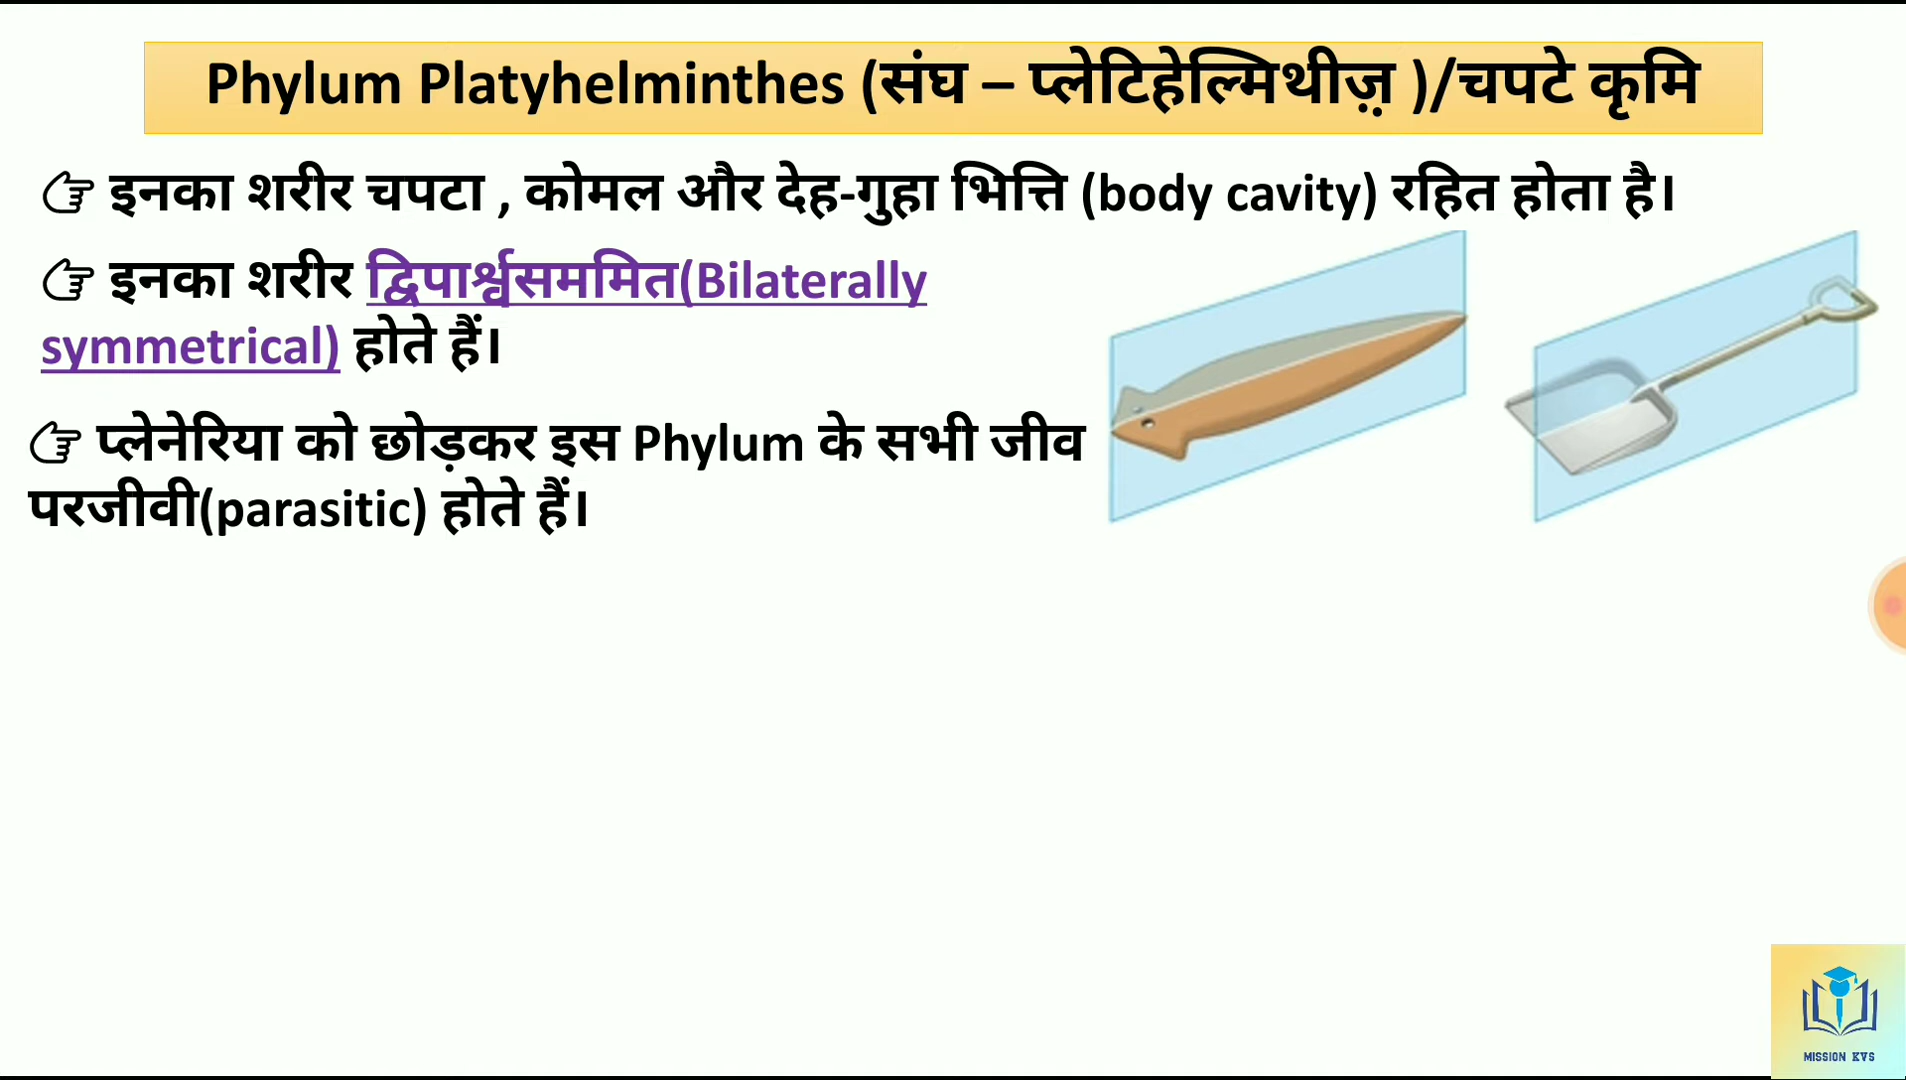 Phylum Platyhelminthes (संघ – प्लेटिहेल्मिथीज़़ )/चपटे कृमि
👉 इनका शरीर चपटा , कोमल और देह-गुहा भित्ति (body cavity) रहित होता है।
👉 इनका शरीर द्विपार्श्वसममित(Bilaterally
symmetrical) होते हैं।
👉 प्लेनेरिया को छोड़कर इस Phylum के सभी जीव
परजीवी(parasitic) होते हैं।
MISSION KVS